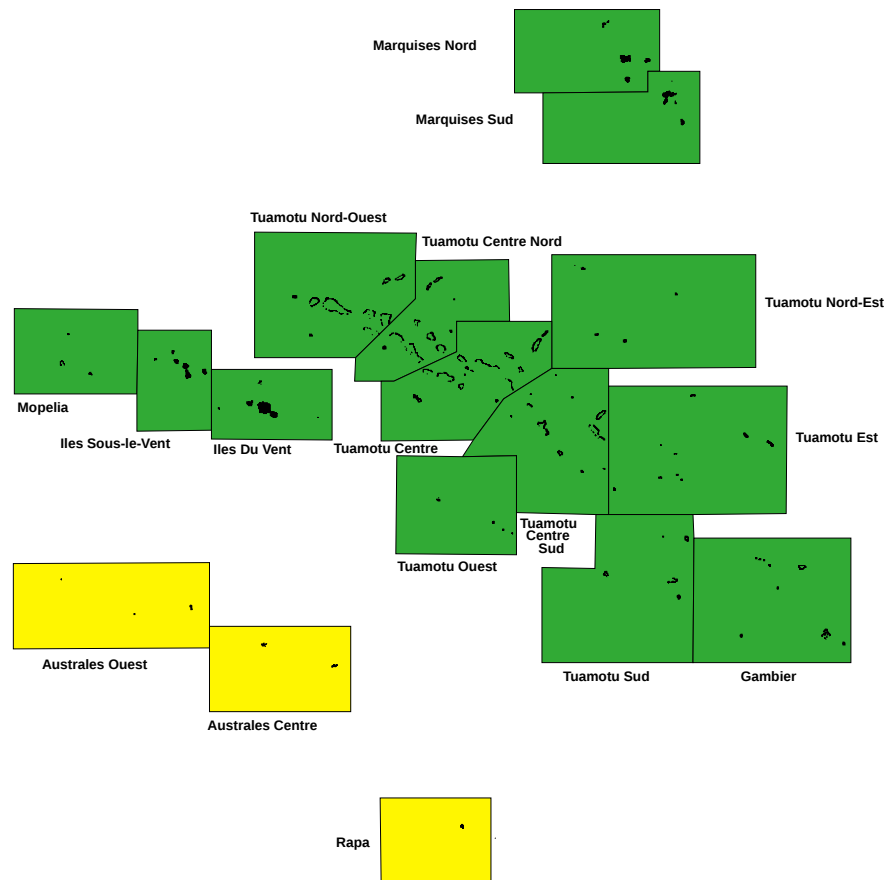 Marquises Nord
Marquises Sud
Tuamotu Nord-Ouest
Tuamotu Centre Nord
Tuamotu Nord-Est
Mopelia
Iles Sous-le-Vent
Iles Du Vent
Tuamotu Centre
Tuamotu Est
Tuamotu
Centre
Sud
Tuamotu Ouest
Australes Ouest
Tuamotu Sud
Gambier
Australes Centre
Rapa